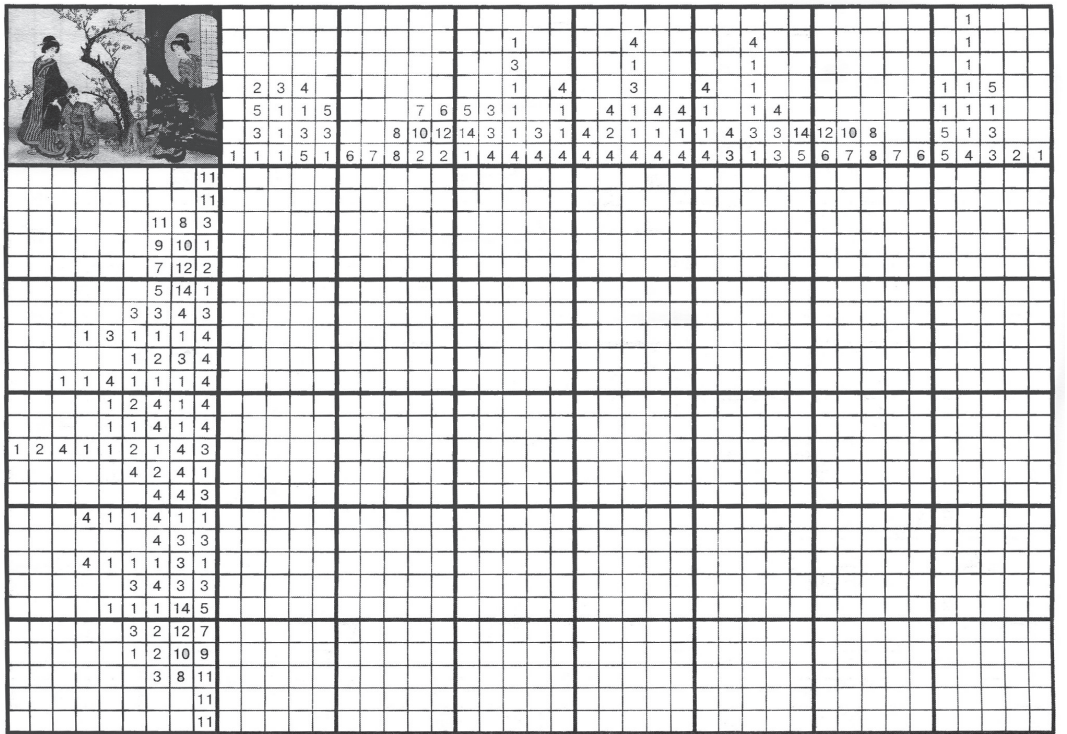 1
1 4 4 1
3 1 1 1
2 3 4 1 4 3 4 1 1 1 5
5 1 1 5 7 6 5 3 1 1 4 1 4 4 1 1 4 1 1 1
3 1 3 3 8 10 12 14 3 1 3 1 4 2 1 1 1 1 4 3 3 14 12 10 8 5 1 3
1 1 1 5 1 6 7 8 2 2 1 4 4 4 4 4 4 4 4 4 4 3 1 3 5 6 7 8 7 6 5 4 3 2 1
11
11
11 8 3
9 10 1
7 12 2
5 14 1
3 3 4 3
1 3 1 1 1 4
1 2 3 4
1 1 4 1 1 1 4
1 2 4 1 4
1 1 4 1 4
1 2 4 1 1 2 1 4 3
4 2 4 1
4 4 3
4 1 1 4 1 1
4 3 3
4 1 1 1 3 1
3 4 3 3
1 1 1 14 5
3 2 12 7
1 2 10 9
3 8 11
11
11